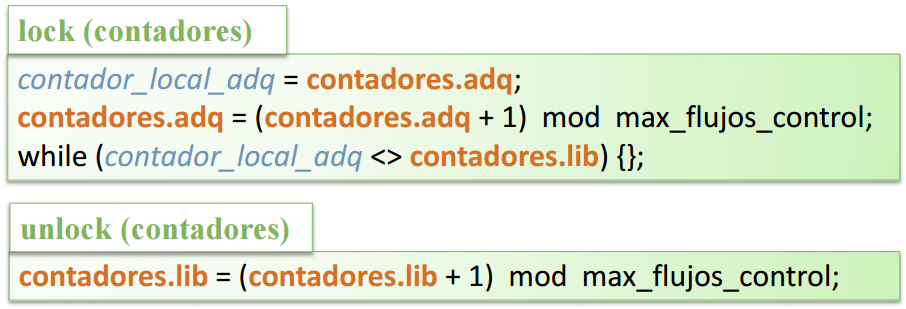 lock (contadores)
contador_local_adq = contadores.adq;
contadores.adq = (contadores.adq + 1) mod max_flujos_control;
while (contador_local_adq <> contadores.lib) {};
unlock (contadores)
contadores.lib = (contadores.lib + 1) mod max_flujos_control;